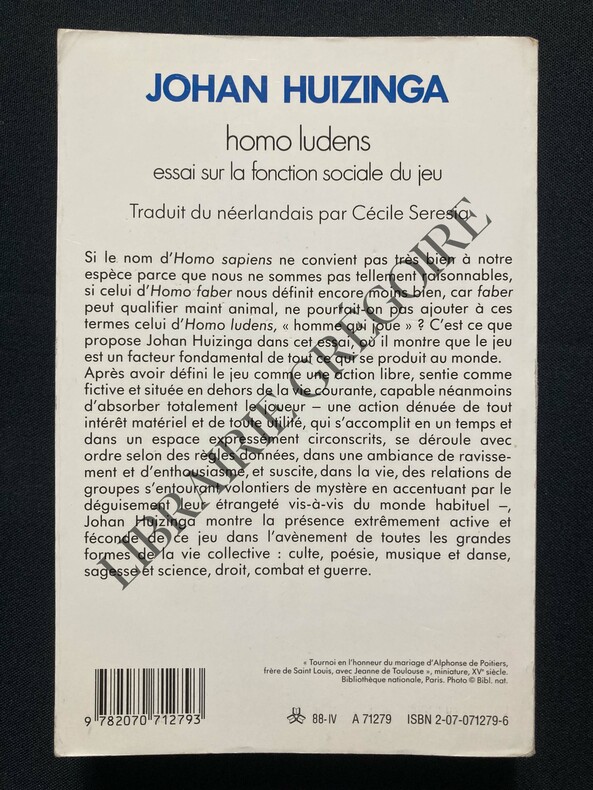 JOHAN HUIZINGA
homo ludens
essai sur la fonction sociale du jeu
Traduit du néerlandais par Cécile Seresia
Si le nom d'Homo sapiens ne convient pas très bien à notre
espèce parce que nous ne sommes pas tellement raisonnables,
si celui d'Homo faber nous définit encore moins bien, car faber
peut qualifier maint animal, ne pourrait-on pas ajouter à ces
termes celui d'Homo ludens, « homme qui joue » ? C'est ce que
propose Johan Huizinga dans cet essai, où il montre que le jeu
est un facteur fondamental de tout ce qui se produit au monde.
Après avoir défini le jeu comme une action libre, sentie comme
fictive et située en dehors de la vie courante, capable néanmoins
d'absorber totalement le joueur – une action dénuée de tout
intérêt matériel et de toute utilité, qui s'accomplit en un temps et
dans un espace expressément circonscrits, se déroule avec
ordre selon des règles données, dans une ambiance de ravisse-
ment et d'enthousiasme, et suscite, dans la vie, des relations de
groupes s'entourant volontiers de mystère en accentuant par le
déguisement leur étrangeté vis-à-vis du monde habituel –,
Johan Huizinga montre la présence extrêmement active et
féconde de ce jeu dans l'avènement de toutes les grandes
formes de la vie collective : culte, poésie, musique et danse,
sagesse et science, droit, combat et guerre.
LIBRAIRIE GRÉGOIRE
« Tournoi en l'honneur du mariage d'Alphonse de Poitiers,
frère de Saint Louis, avec Jeanne de Toulouse », miniature, XVe siècle.
Bibliothèque nationale, Paris. Photo © Bibl. nat.
9 782070 712793
88-IV A 71279 ISBN 2-07-071279-6